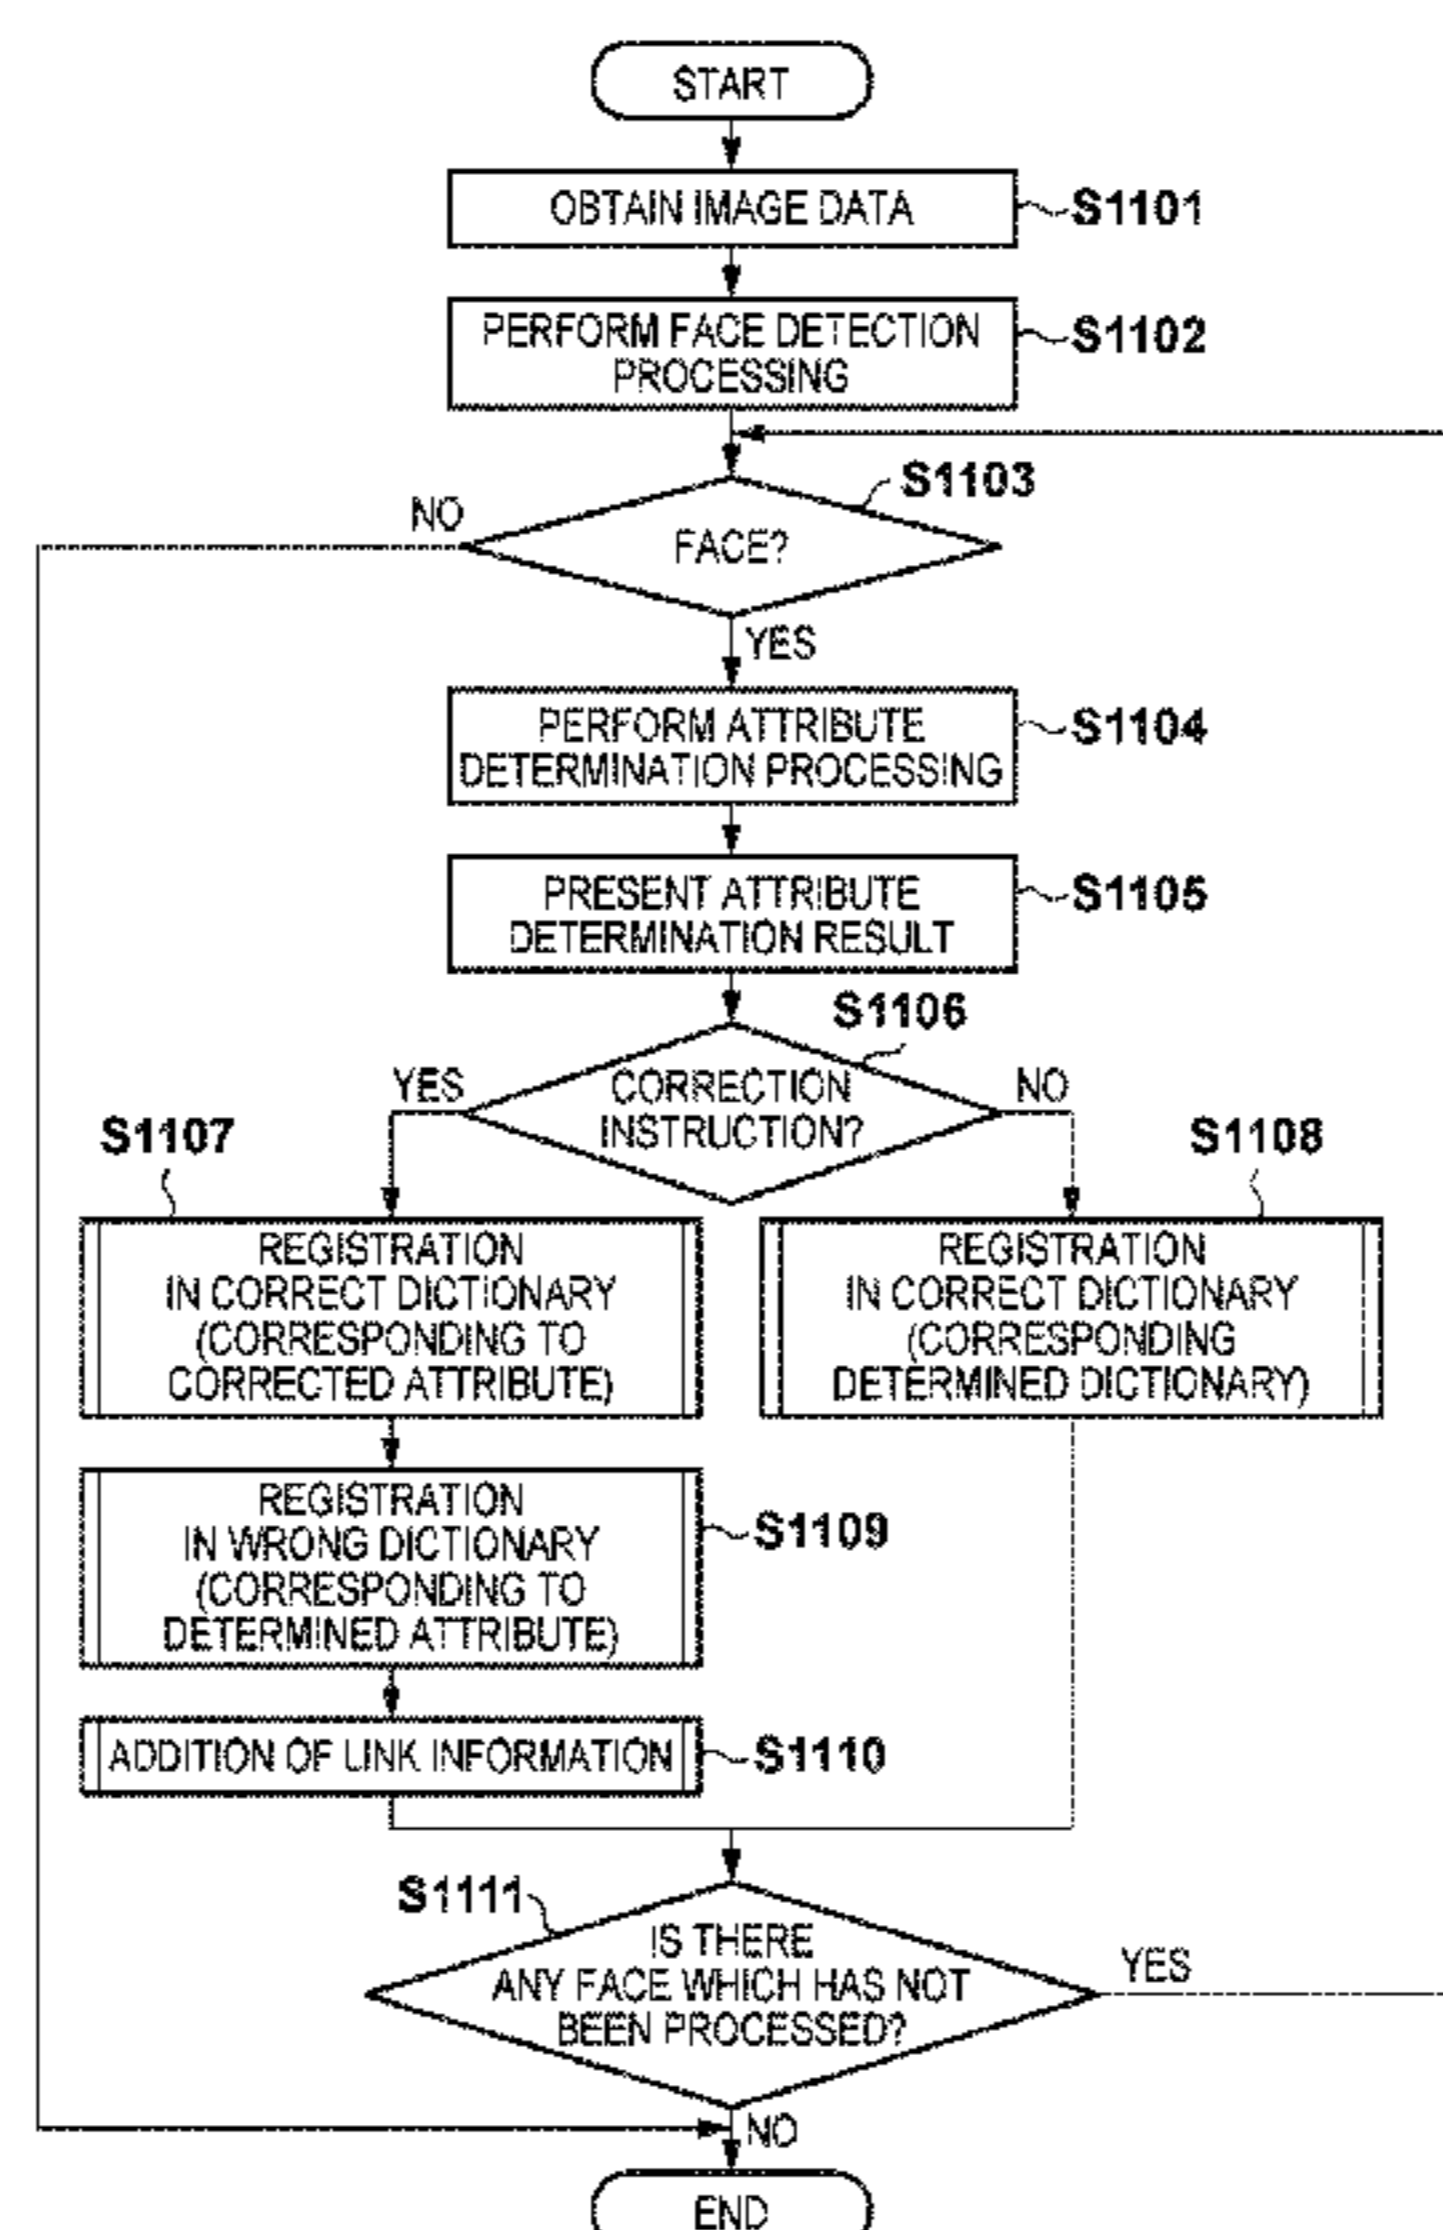 START
OBTAIN IMAGE DATA
S1101
PERFORM FACE DETECTION
PROCESSING
S1102
S1103
NO
FACE?
YES
PERFORM ATTRIBUTE
DETERMINATION PROCESSING
S1104
PRESENT ATTRIBUTE
DETERMINATION RESULT
S1105
S1106
YES
CORRECTION
INSTRUCTION?
NO
S1107
S1108
REGISTRATION
IN CORRECT DICTIONARY
(CORRESPONDING TO
CORRECTED ATTRIBUTE)
REGISTRATION
IN CORRECT DICTIONARY
(CORRESPONDING
DETERMINED DICTIONARY)
REGISTRATION
IN WRONG DICTIONARY
(CORRESPONDING TO
DETERMINED ATTRIBUTE)
S1109
ADDITION OF LINK INFORMATION
S1110
S1111
IS THERE
ANY FACE WHICH HAS NOT
BEEN PROCESSED?
YES
NO
END